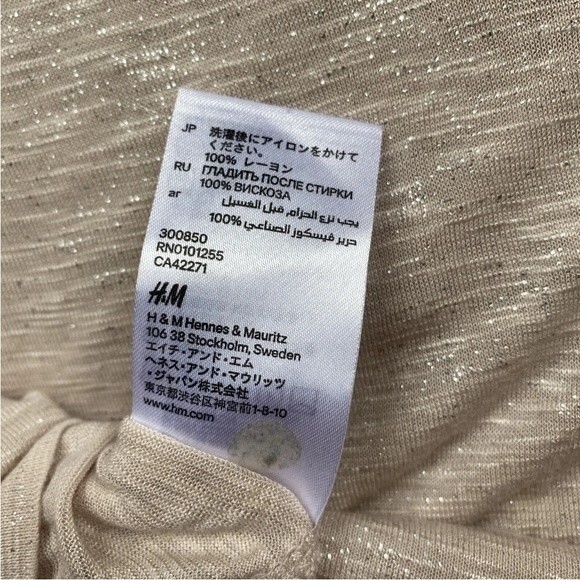 JP 洗濯後にアイロンをかけて
ください。
100% レーヨン
RU ГЛАДИТЬ ПОСЛЕ СТИРКИ
100% ВИСКОЗА
ar يجب نزع الحزام, قبل الغسيل
حرير فيسكوز الصناعي %100
300850
RN0101255
CA42271
H&M
H & M Hennes & Mauritz
106 38 Stockholm, Sweden
エイチ・アンド・エム
ヘネス・アンド・マウリッツ
・ジャパン株式会社
東京都渋谷区神宮前1-8-10
www.hm.com